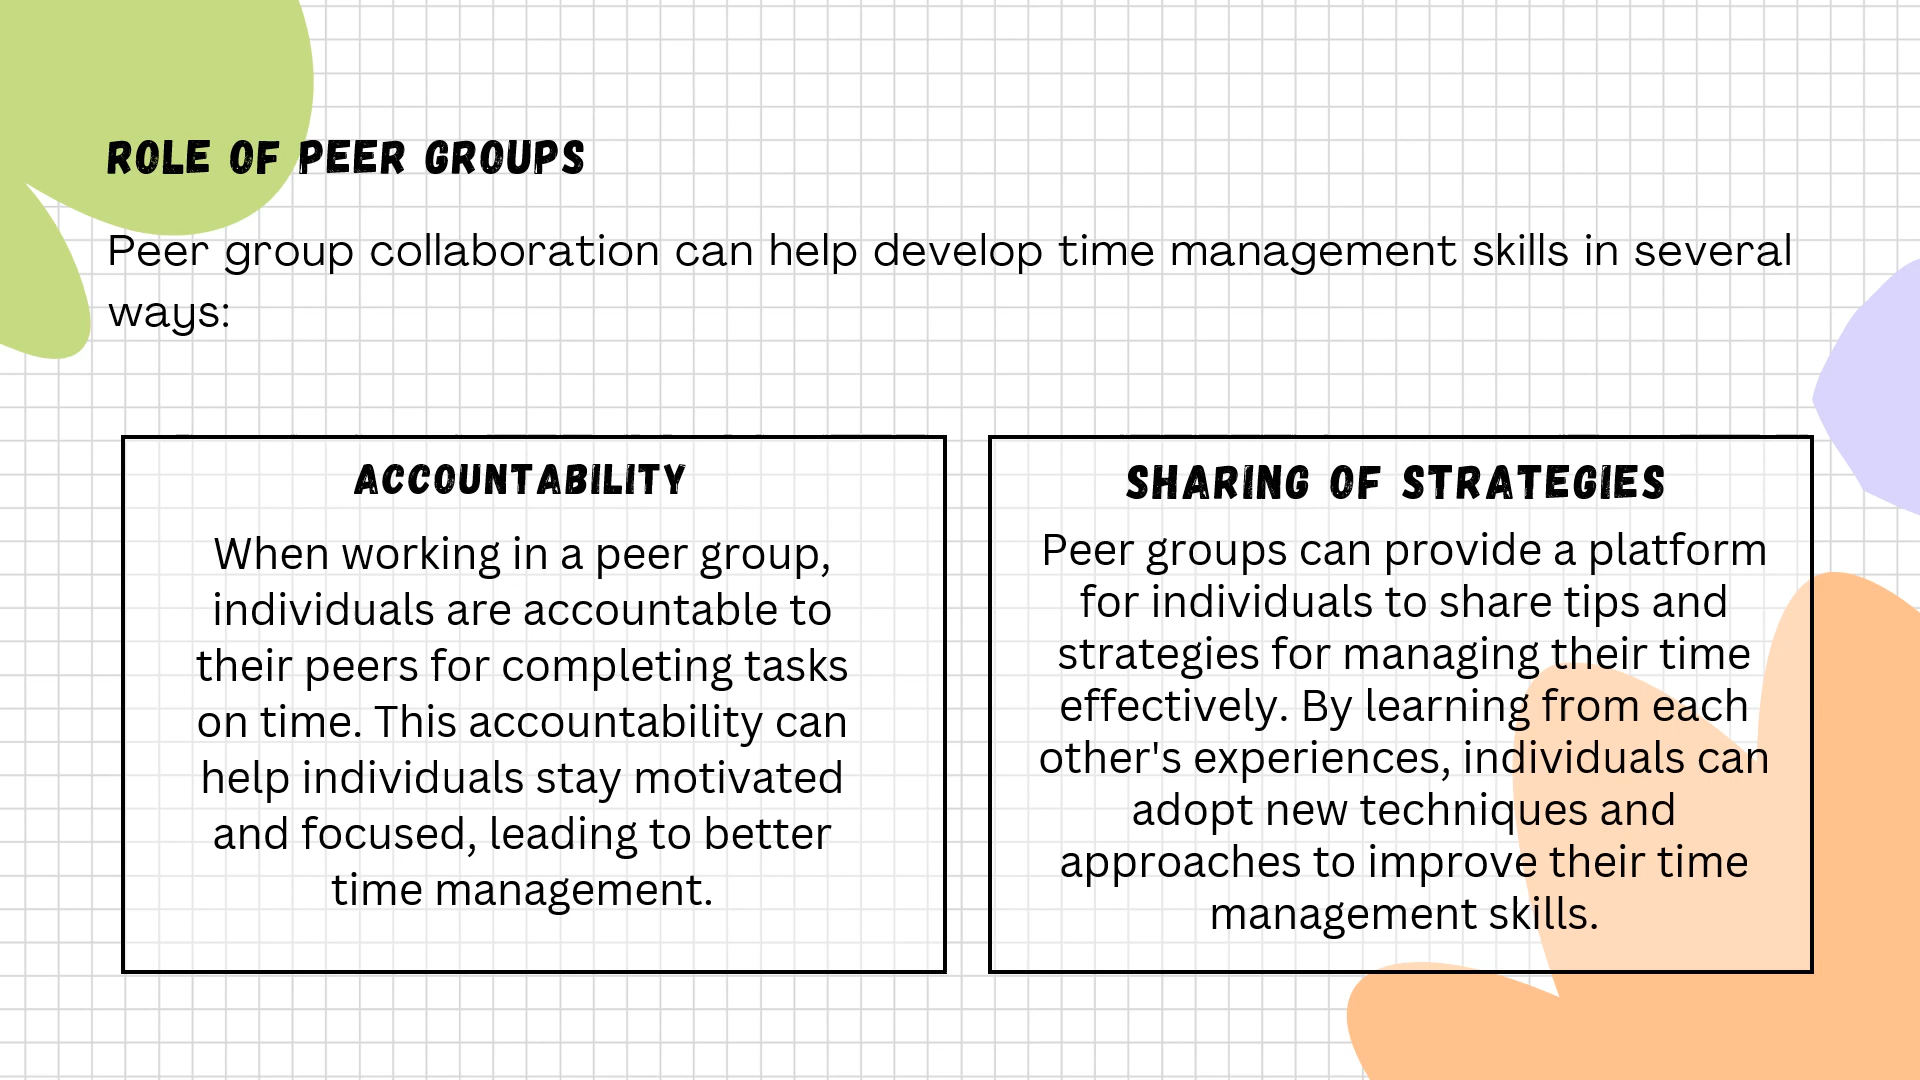 ROLE OF PEER GROUPS
Peer group collaboration can help develop time management skills in several
ways:
ACCOUNTABILITY
When working in a peer group,
individuals are accountable to
their peers for completing tasks
on time. This accountability can
help individuals stay motivated
and focused, leading to better
time management.
SHARING OF STRATEGIES
Peer groups can provide a platform
for individuals to share tips and
strategies for managing their time
effectively. By learning from each
other's experiences, individuals can
adopt new techniques and
approaches to improve their time
management skills.